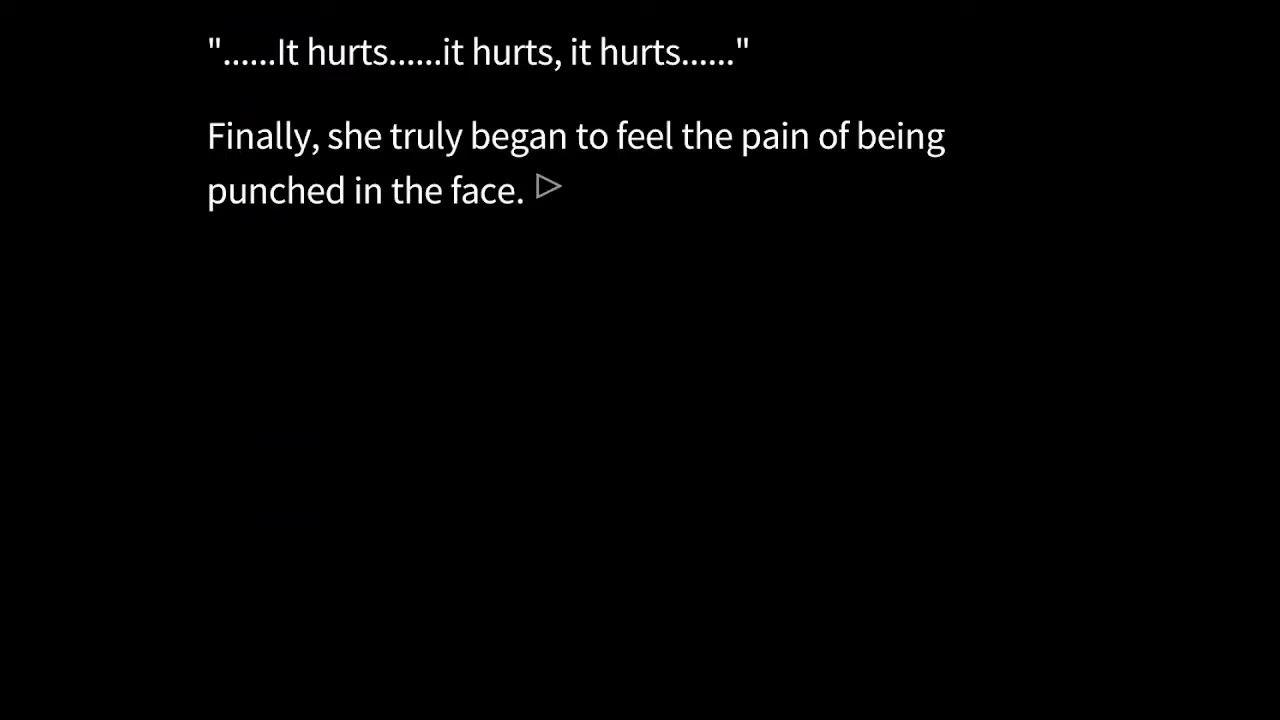 "......It hurts......it hurts, it hurts......"
Finally, she truly began to feel the pain of being
punched in the face.